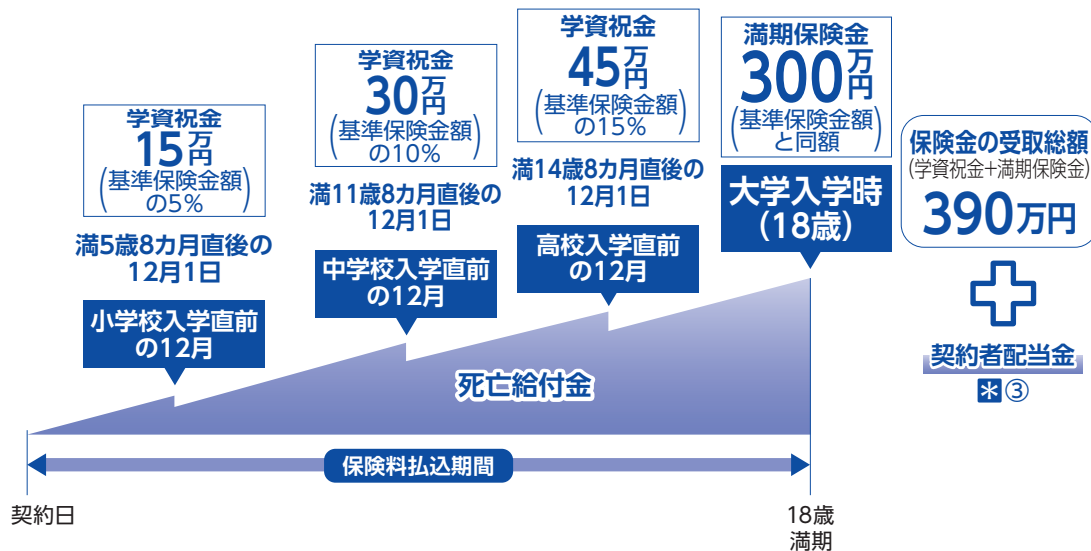 学資祝金
15万円
(基準保険金額
の5%)
満5歳8カ月直後の
12月1日
小学校入学直前
の12月
学資祝金
30万円
(基準保険金額
の10%)
満11歳8カ月直後の
12月1日
中学校入学直前
の12月
学資祝金
45万円
(基準保険金額
の15%)
満14歳8カ月直後の
12月1日
高校入学直前
の12月
満期保険金
300万円
(基準保険金額
と同額)
大学入学時
(18歳)
保険金の受取総額
(学資祝金+満期保険金)
390万円
+
契約者配当金
*③
死亡給付金
保険料払込期間
契約日
18歳
満期